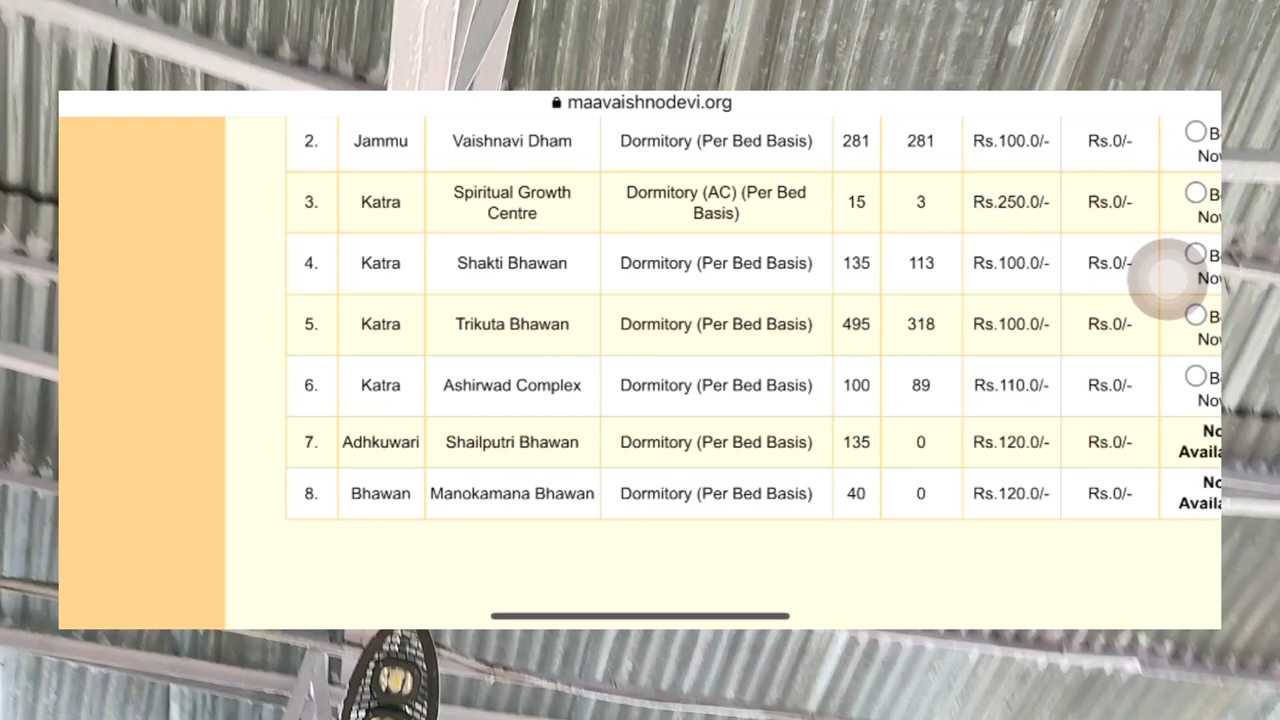 maavaishnodevi.org
2. Jammu Vaishnavi Dham Dormitory (Per Bed Basis) 281 281 Rs.100.0/- Rs.0/-
3. Katra Spiritual Growth Centre Dormitory (AC) (Per Bed Basis) 15 3 Rs.250.0/- Rs.0/-
4. Katra Shakti Bhawan Dormitory (Per Bed Basis) 135 113 Rs.100.0/- Rs.0/-
5. Katra Trikuta Bhawan Dormitory (Per Bed Basis) 495 318 Rs.100.0/- Rs.0/-
6. Katra Ashirwad Complex Dormitory (Per Bed Basis) 100 89 Rs.110.0/- Rs.0/-
7. Adhkuwari Shailputri Bhawan Dormitory (Per Bed Basis) 135 0 Rs.120.0/- Rs.0/-
8. Bhawan Manokamana Bhawan Dormitory (Per Bed Basis) 40 0 Rs.120.0/- Rs.0/-